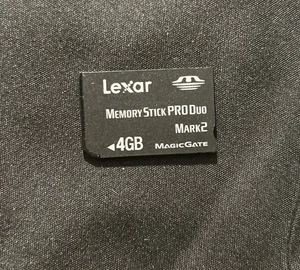 Lexar
MEMORY STICK PRO DUO
MARK2
4GB
MAGICGATE